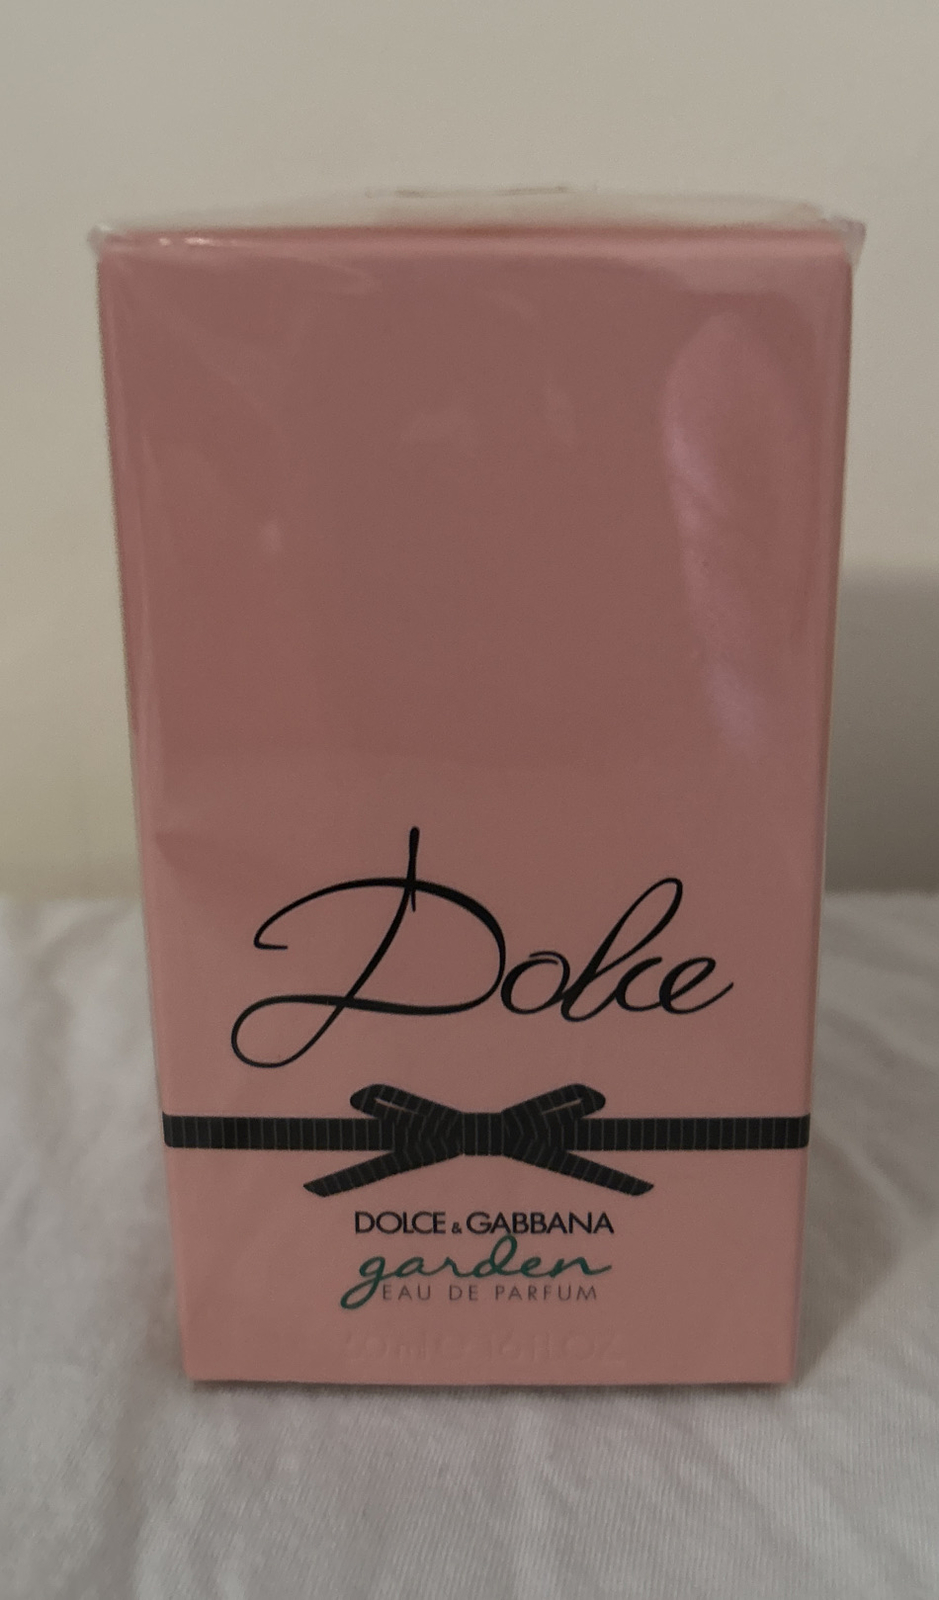 Dolce
DOLCE & GABBANA
garden
EAU DE PARFUM